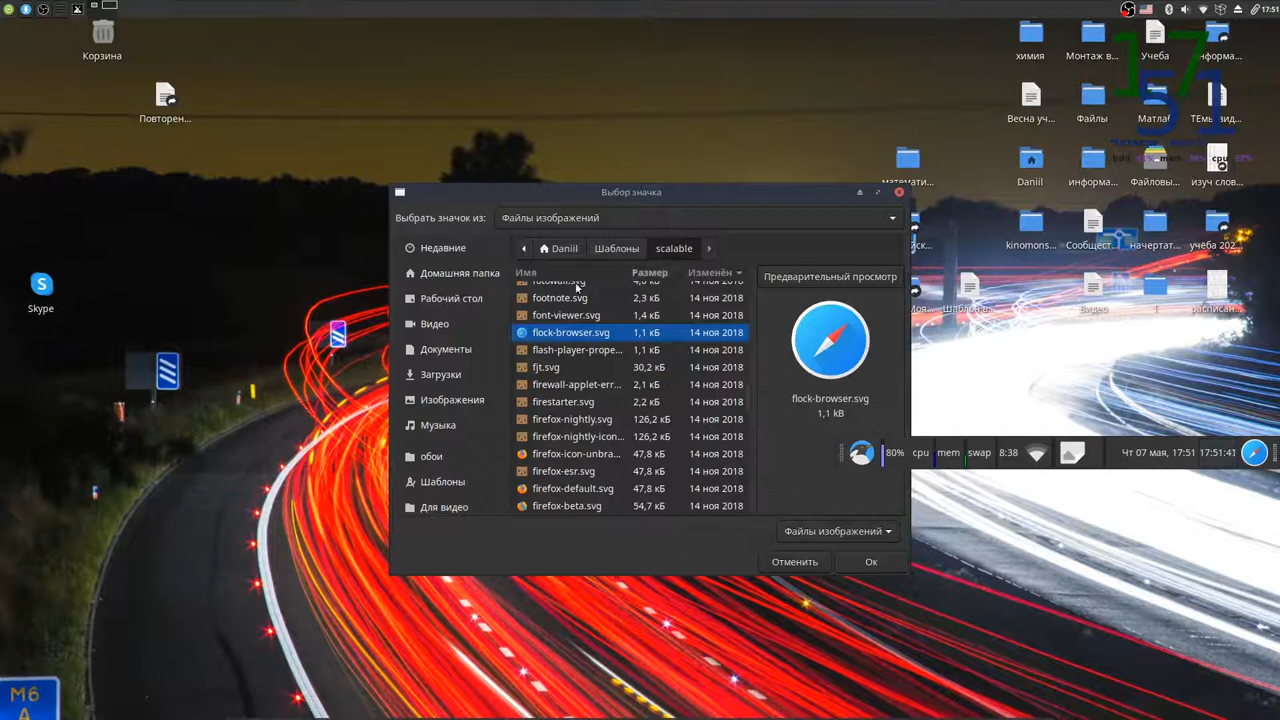 17:51
Корзина
химия
Монтаж в...
Учеба
информа...
Повторен...
Весна уч...
Файлы
Матлаб
ТЕмы вид...
17
51
математи...
Daniil
информа...
Файловы...
изуч слов...
kinomons...
Сообщест...
начертат...
учёба 202...
Видео
Шаблон в...
расписан...
Skype
Выбор значка
Выбрать значок из:
Файлы изображений
Недавние
Домашняя папка
Рабочий стол
Видео
Документы
Загрузки
Изображения
Музыка
обои
Шаблоны
Для видео
Daniil
Шаблоны
scalable
Имя
Размер
Изменён
footnote.svg 2,3 кБ 14 ноя 2018
font-viewer.svg 1,4 кБ 14 ноя 2018
flock-browser.svg 1,1 кБ 14 ноя 2018
flash-player-prope... 1,1 кБ 14 ноя 2018
fjt.svg 30,2 кБ 14 ноя 2018
firewall-applet-err... 2,1 кБ 14 ноя 2018
firestarter.svg 2,2 кБ 14 ноя 2018
firefox-nightly.svg 126,2 кБ 14 ноя 2018
firefox-nightly-icon... 126,2 кБ 14 ноя 2018
firefox-icon-unbra... 47,8 кБ 14 ноя 2018
firefox-esr.svg 47,8 кБ 14 ноя 2018
firefox-default.svg 47,8 кБ 14 ноя 2018
firefox-beta.svg 54,7 кБ 14 ноя 2018
Предварительный просмотр
flock-browser.svg
1,1 кБ
80% cpu mem swap 8:38 Чт 07 мая, 17:51 17:51:41
Файлы изображений
Отменить
Ок
M6
A